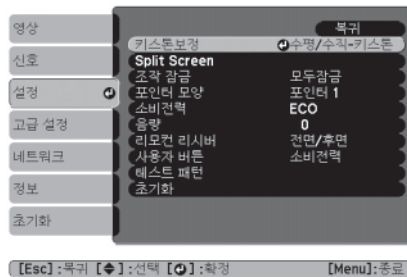 영상
신호
설정
고급 설정
네트워크
정보
초기화
복귀
키스톤보정 수평/수직-키스톤
Split Screen
조작 잠금 모두잠금
포인터 모양 포인터 1
소비전력 ECO
음량 0
리모컨 리시버 전면/후면
사용자 버튼 소비전력
테스트 패턴
초기화
[Esc] :복귀 [◆] :선택 [⏎] :확정 [Menu]:종료